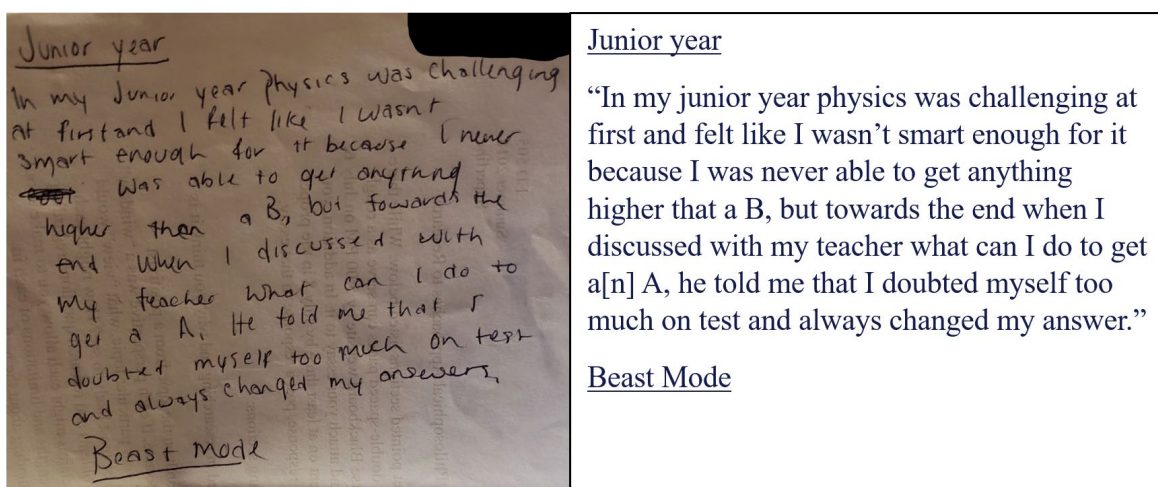 Junior year
In my Junior year Physics was challenging
at first and I felt like I wasnt
smart enough for it because I never
was able to get anything
higher than a B, but towards the
end when I discussed with
my teacher what can I do to
get a A, He told me that I
doubted myself too much on test
and always changed my answers,
Beast Mode
Junior year
“In my junior year physics was challenging at
first and felt like I wasn’t smart enough for it
because I was never able to get anything
higher that a B, but towards the end when I
discussed with my teacher what can I do to get
a[n] A, he told me that I doubted myself too
much on test and always changed my answer.”
Beast Mode